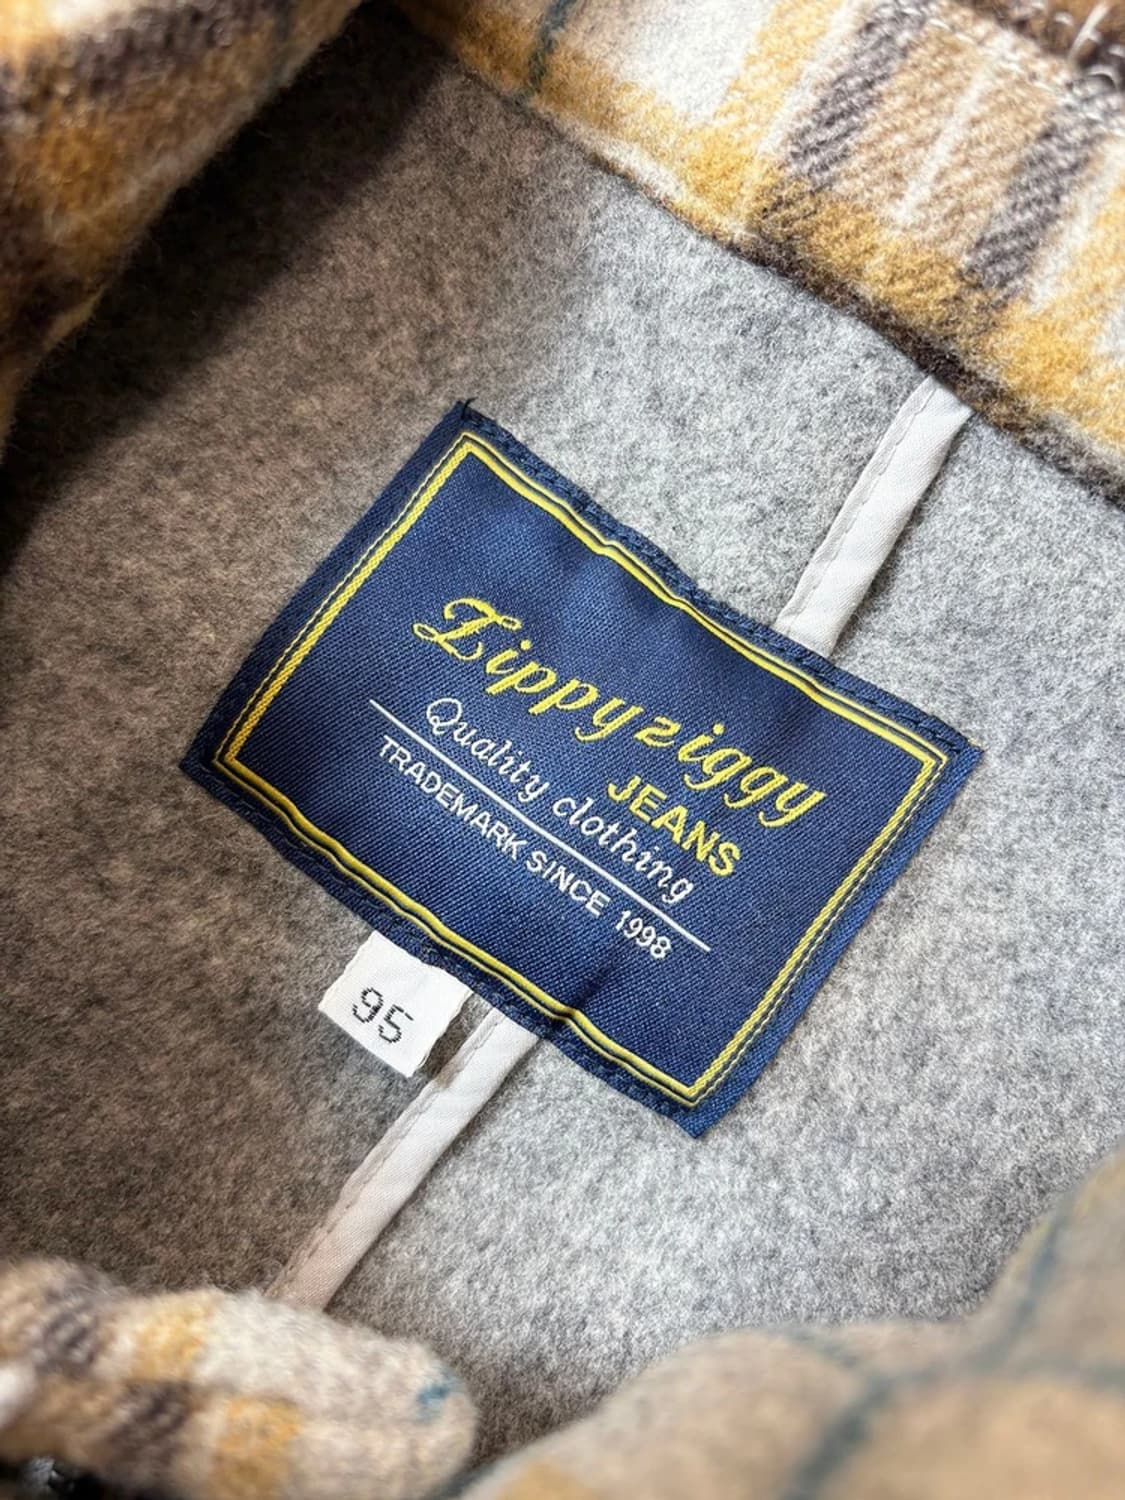 Zippyziggy
JEANS
Quality clothing
TRADEMARK SINCE 1998
95